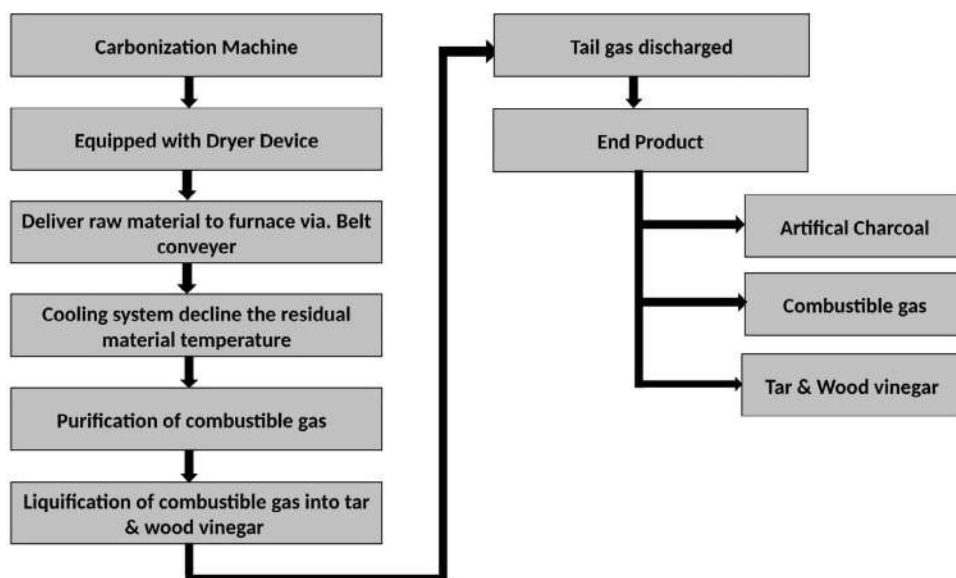 Carbonization Machine
Equipped with Dryer Device
Deliver raw material to furnace via. Belt
conveyer
Cooling system decline the residual
material temperature
Purification of combustible gas
Liquification of combustible gas into tar
& wood vinegar
Tail gas discharged
End Product
Artifical Charcoal
Combustible gas
Tar & Wood vinegar